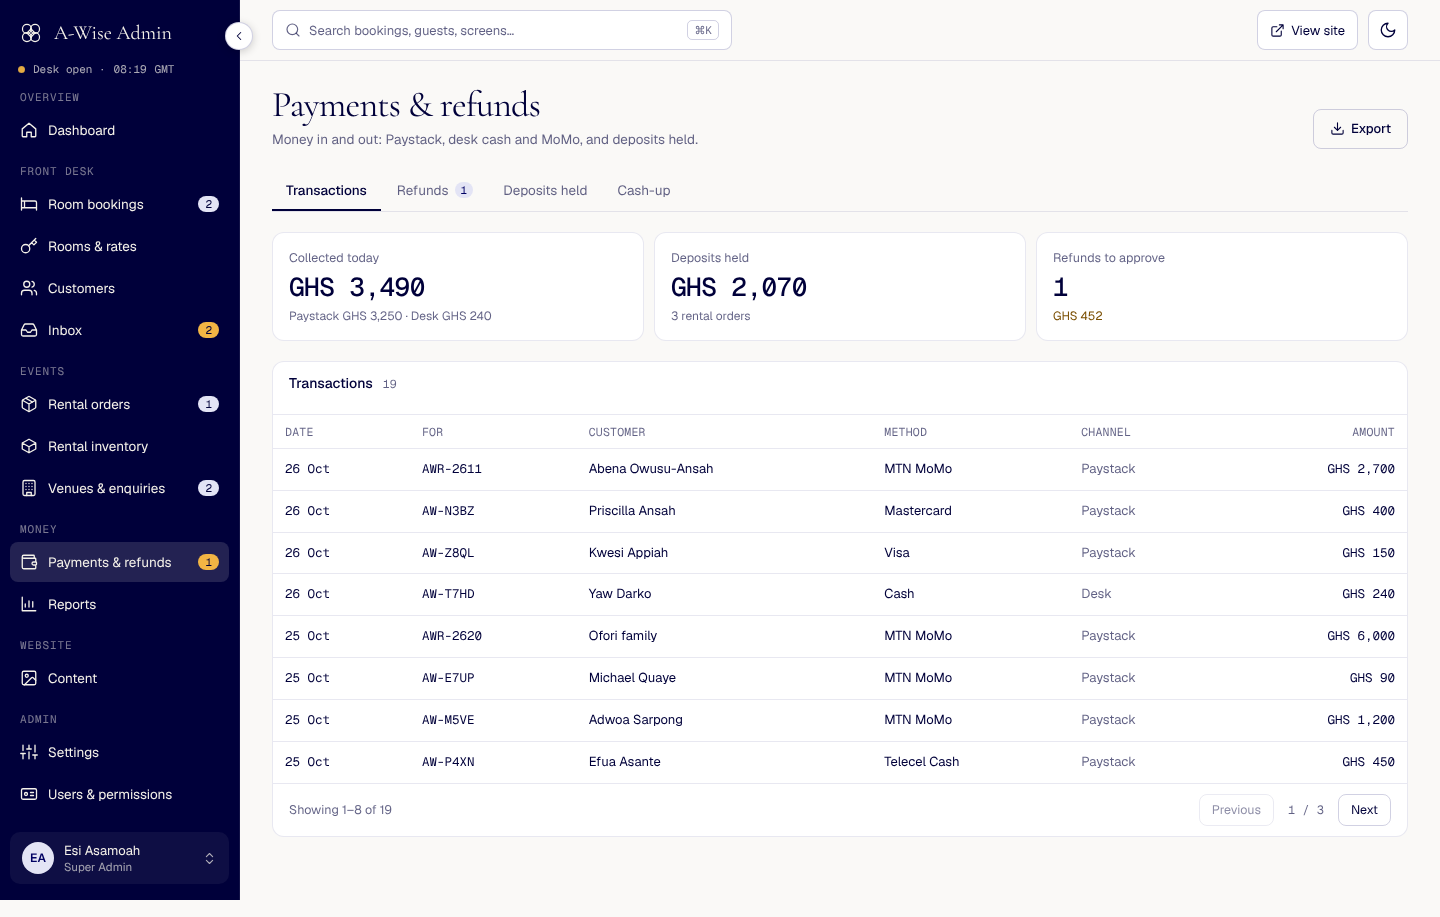 A-Wise Admin
Desk open · 08:19 GMT
OVERVIEW
Dashboard
FRONT DESK
Room bookings 2
Rooms & rates
Customers
Inbox 2
EVENTS
Rental orders 1
Rental inventory
Venues & enquiries 2
MONEY
Payments & refunds 1
Reports
WEBSITE
Content
ADMIN
Settings
Users & permissions
EA Esi Asamoah
Super Admin
Search bookings, guests, screens... ⌘K
View site
Payments & refunds
Money in and out: Paystack, desk cash and MoMo, and deposits held.
Export
Transactions Refunds 1 Deposits held Cash-up
Collected today
GHS 3,490
Paystack GHS 3,250 · Desk GHS 240
Deposits held
GHS 2,070
3 rental orders
Refunds to approve
1
GHS 452
Transactions 19
DATE FOR CUSTOMER METHOD CHANNEL AMOUNT
26 Oct AWR-2611 Abena Owusu-Ansah MTN MoMo Paystack GHS 2,700
26 Oct AW-N3BZ Priscilla Ansah Mastercard Paystack GHS 400
26 Oct AW-Z8QL Kwesi Appiah Visa Paystack GHS 150
26 Oct AW-T7HD Yaw Darko Cash Desk GHS 240
25 Oct AWR-2620 Ofori family MTN MoMo Paystack GHS 6,000
25 Oct AW-E7UP Michael Quaye MTN MoMo Paystack GHS 90
25 Oct AW-M5VE Adwoa Sarpong MTN MoMo Paystack GHS 1,200
25 Oct AW-P4XN Efua Asante Telecel Cash Paystack GHS 450
Showing 1–8 of 19
Previous 1 / 3 Next